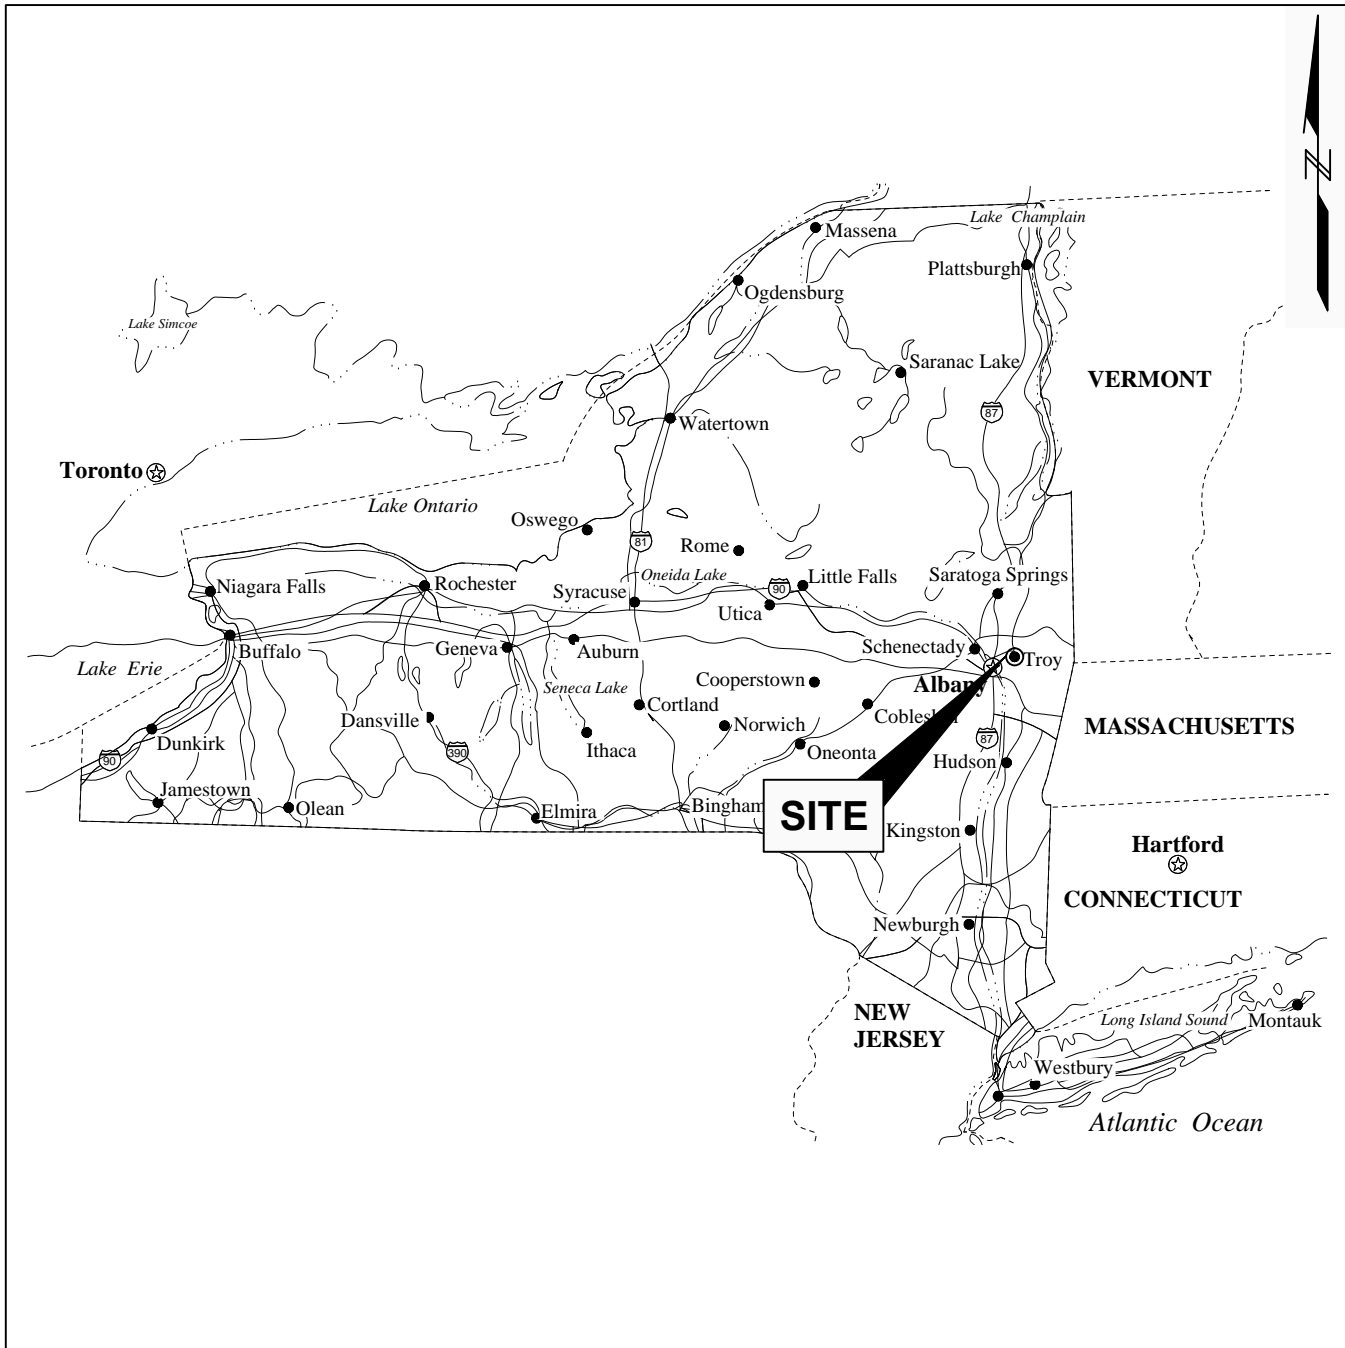 N
Lake Champlain
Massena
Plattsburgh
Ogdensburg
Lake Simcoe
Saranac Lake
VERMONT
87
Watertown
Toronto
Lake Ontario
Oswego
81
Rome
Oneida Lake
Little Falls
Saratoga Springs
Niagara Falls
Rochester
Syracuse
90
Utica
Buffalo
Geneva
Auburn
Schenectady
Troy
Lake Erie
Seneca Lake
Cooperstown
Albany
Cortland
Dansville
Norwich
MASSACHUSETTS
Dunkirk
Ithaca
Oneonta
87
390
90
Hudson
Jamestown
Olean
Elmira
Bingham
SITE
Kingston
Hartford
CONNECTICUT
Newburgh
NEW
JERSEY
Long Island Sound
Montauk
Westbury
Atlantic Ocean